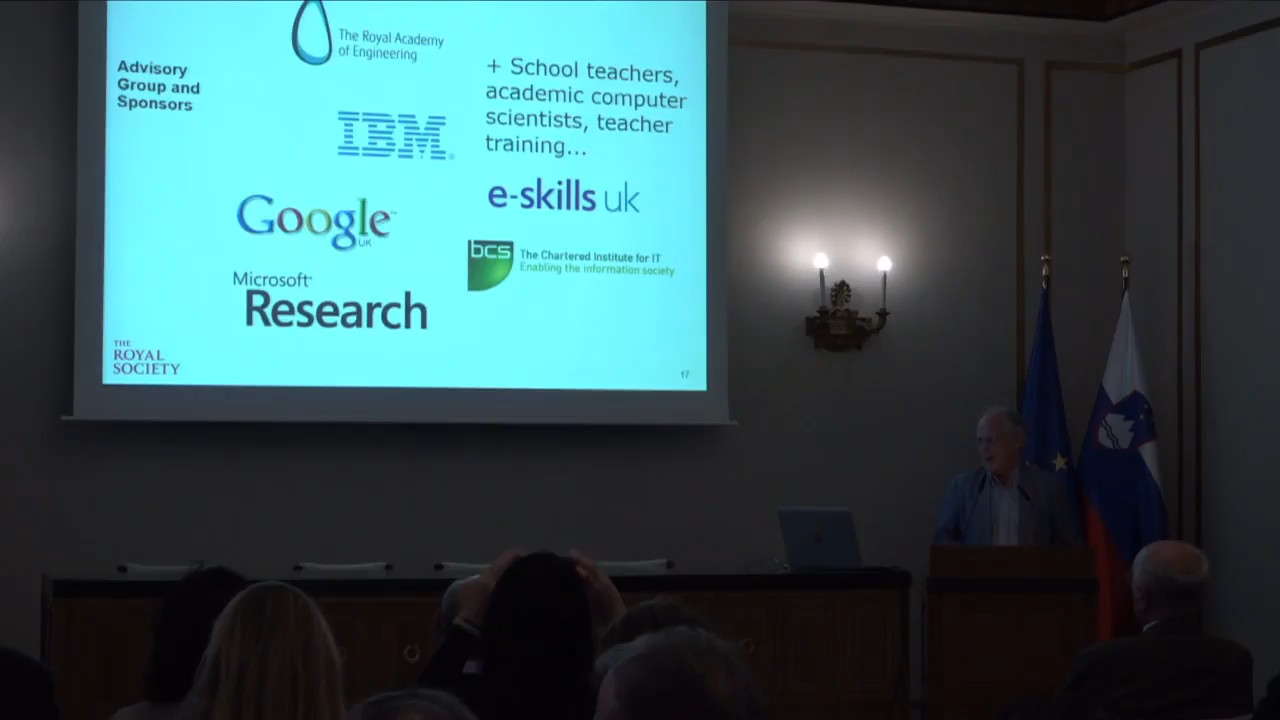 The Royal Academy
of Engineering
Advisory
Group and
Sponsors
+ School teachers,
academic computer
scientists, teacher
training...
IBM®
e-skills uk
Google™
UK
bcs
The Chartered Institute for IT
Enabling the information society
Microsoft®
Research
THE
ROYAL
SOCIETY
17